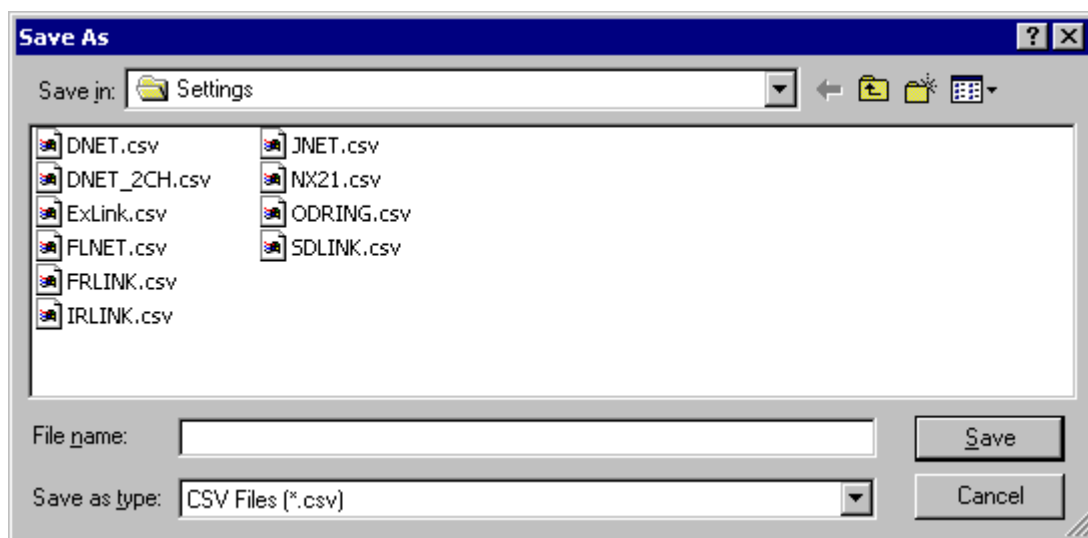 Save As
Save in: Settings
DNET.csv JNET.csv
DNET_2CH.csv NX21.csv
ExLink.csv ODRING.csv
FLNET.csv SDLINK.csv
FRLINK.csv
IRLINK.csv
File name: Save
Save as type: CSV Files (*.csv) Cancel